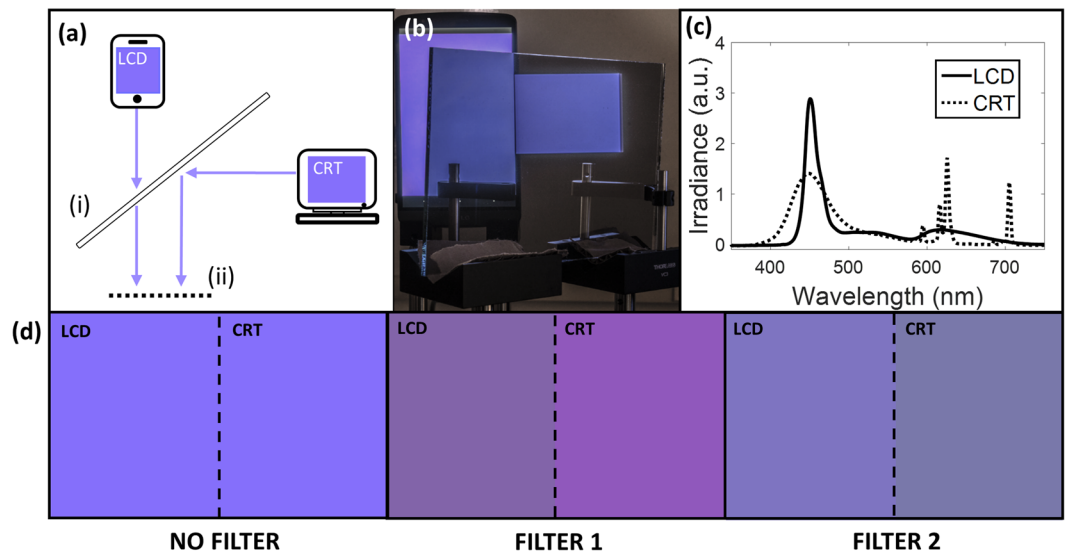 (a)
LCD
CRT
(i)
(ii)
(b)
(c)
4
3
2
1
0
Irradiance (a.u.)
LCD
CRT
400
500
600
700
Wavelength (nm)
(d)
LCD
CRT
LCD
CRT
LCD
CRT
NO FILTER
FILTER 1
FILTER 2